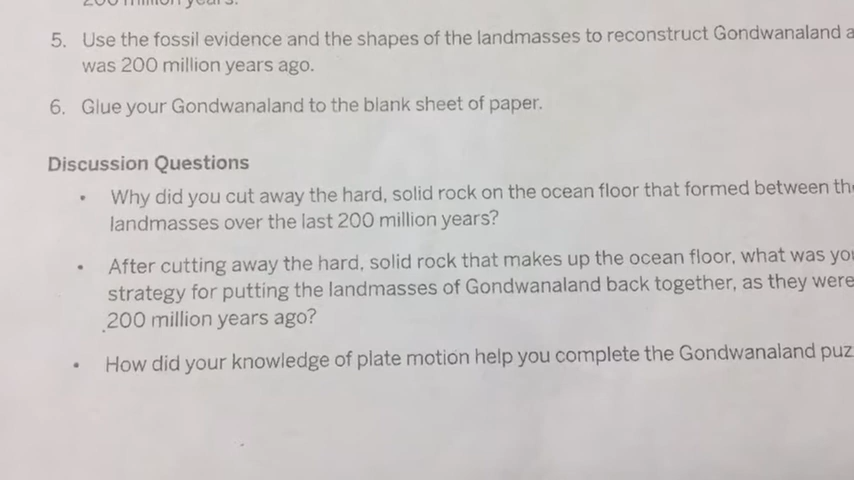 200 million years.
5. Use the fossil evidence and the shapes of the landmasses to reconstruct Gondwanaland a
was 200 million years ago.
6. Glue your Gondwanaland to the blank sheet of paper.
Discussion Questions
• Why did you cut away the hard, solid rock on the ocean floor that formed between th
landmasses over the last 200 million years?
• After cutting away the hard, solid rock that makes up the ocean floor, what was you
strategy for putting the landmasses of Gondwanaland back together, as they were
200 million years ago?
• How did your knowledge of plate motion help you complete the Gondwanaland puz